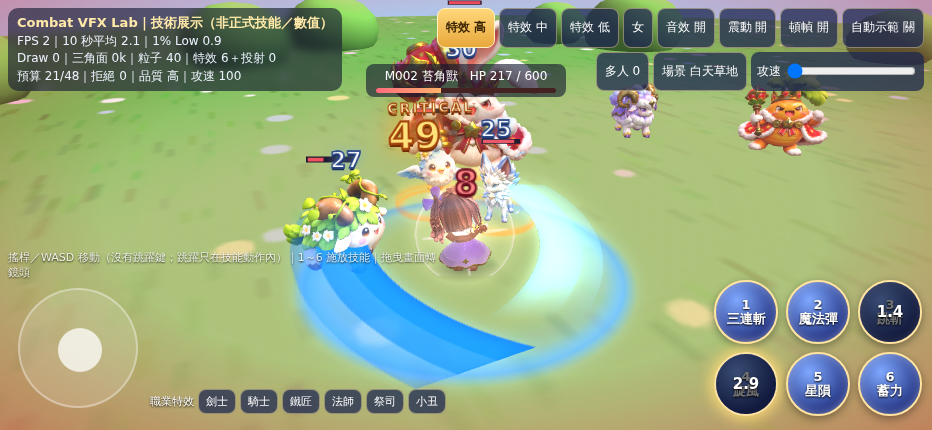 Combat VFX Lab｜技術展示（非正式技能／數值）
FPS 2｜10 秒平均 2.1｜1% Low 0.9
Draw 0｜三角面 0k｜粒子 40｜特效 6＋投射 0
預算 21/48｜拒絕 0｜品質 高｜攻速 100
特效 高
特效 中
特效 低
女
音效 開
震動 開
頓幀 開
自動示範 關
多人 0
場景 白天草地
攻速
30
M002 苔角獸 HP 217 / 600
CRITICAL
49
25
27
8
搖桿／WASD 移動（沒有跳躍鍵；跳躍只在技能動作內）｜1～6 施放技能｜拖曳畫面轉
鏡頭
1
三連斬
2
魔法彈
3
跳斬
1.4
4
旋風
2.9
5
星隕
6
蓄力
職業特效
劍士
騎士
鐵匠
法師
祭司
小丑